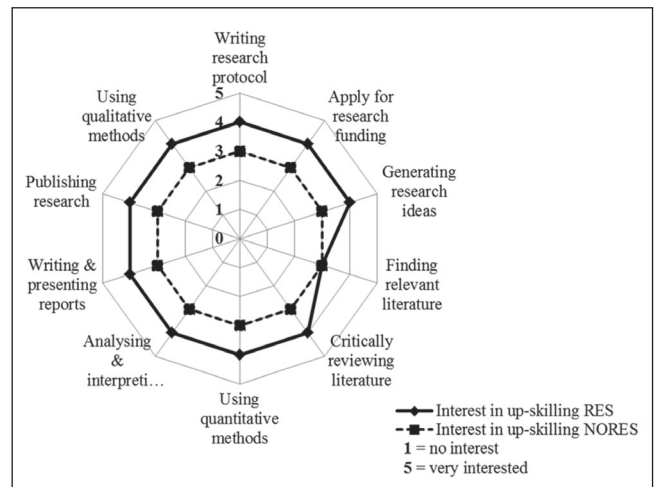 Writing
research
protocol
Apply for
research
funding
Generating
research
ideas
Finding
relevant
literature
Critically
reviewing
literature
Using
quantitative
methods
Analysing
&
interpreti…
Writing &
presenting
reports
Publishing
research
Using
qualitative
methods
5
4
3
2
1
0
Interest in up-skilling RES
Interest in up-skilling NORES
1 = no interest
5 = very interested